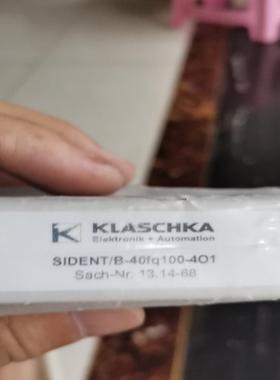 KLASCHKA
Elektronik + Automation
SIDENT/B-40fq100-4O1
Sach-Nr. 13.14-68